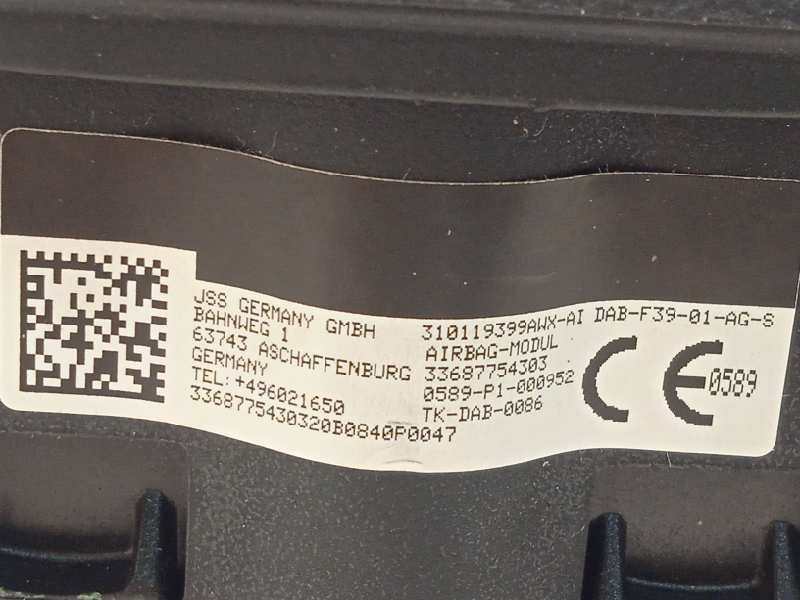 JSS GERMANY GMBH
BAHNWEG 1
63743 ASCHAFFENBURG
GERMANY
TEL:+496021650
3368775430320B0840P0047
310119399AWX-AI DAB-F39-01-AG-S
AIRBAG-MODUL
33687754303
0589-P1-000952
TK-DAB-0086
CE 0589